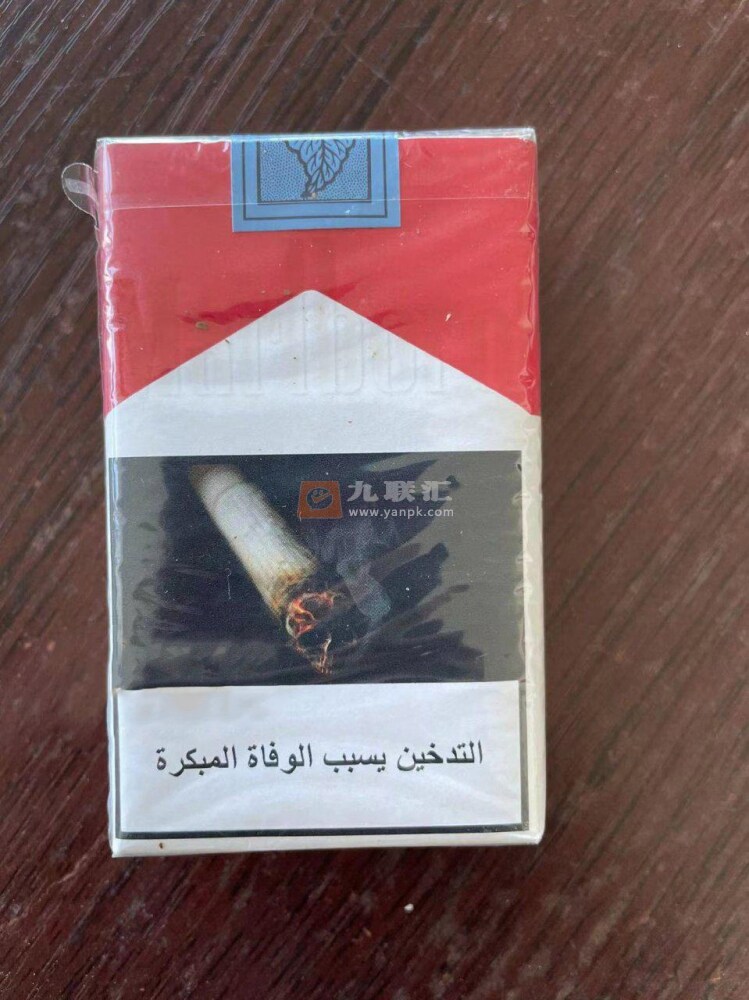 九联汇
www.yanpk.com
التدخين يسبب الوفاة المبكرة